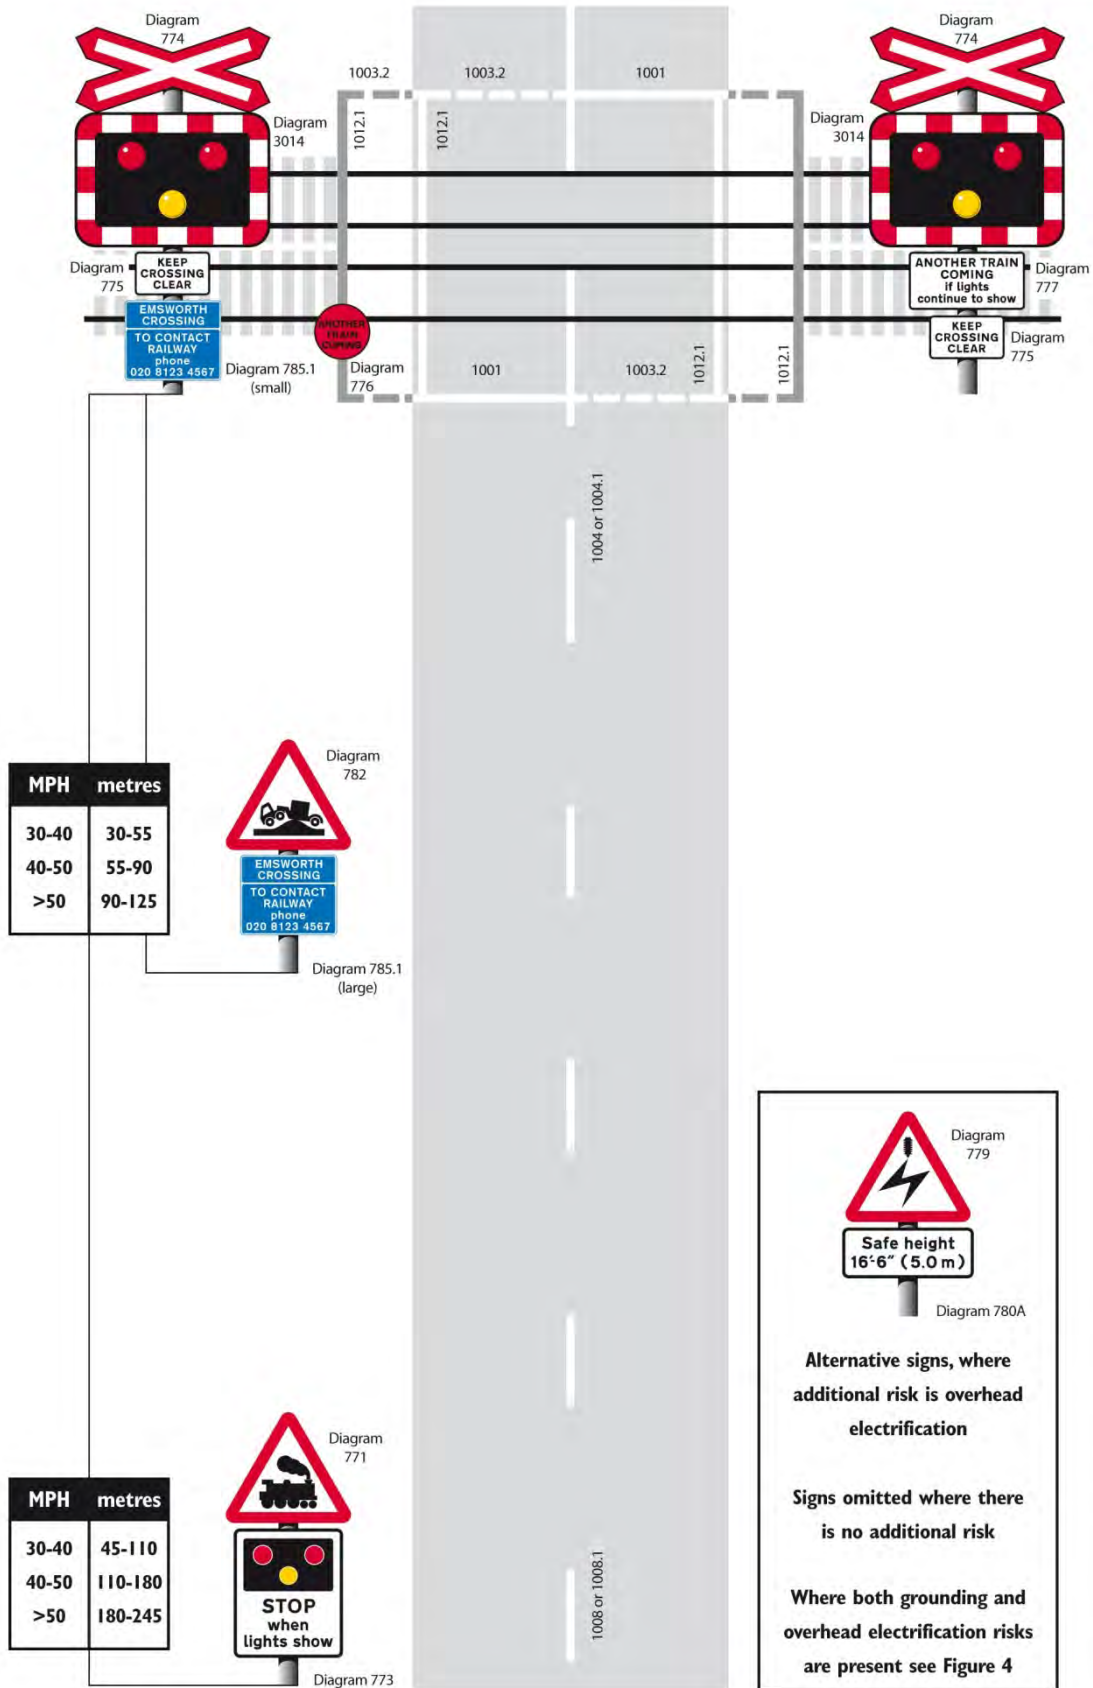 Diagram
774
Diagram
774
1003.2
1003.2
1001
Diagram
3014
1012.1
1012.1
Diagram
3014
Diagram
775
KEEP
CROSSING
CLEAR
EMSWORTH
CROSSING
TO CONTACT
RAILWAY
phone
020 8123 4567
Diagram 785.1
(small)
ANOTHER
TRAIN
COMING
Diagram
776
1001
1003.2
1012.1
1012.1
ANOTHER TRAIN
COMING
if lights
continue to show
Diagram
777
KEEP
CROSSING
CLEAR
Diagram
775
1004 or 1004.1
MPH metres
30-40 30-55
40-50 55-90
>50 90-125
Diagram
782
EMSWORTH
CROSSING
TO CONTACT
RAILWAY
phone
020 8123 4567
Diagram 785.1
(large)
Diagram
779
Safe height
16'-6" (5.0 m)
Diagram 780A
Alternative signs, where
additional risk is overhead
electrification
Signs omitted where there
is no additional risk
Where both grounding and
overhead electrification risks
are present see Figure 4
MPH metres
30-40 45-110
40-50 110-180
>50 180-245
Diagram
771
STOP
when
lights show
Diagram 773
1008 or 1008.1